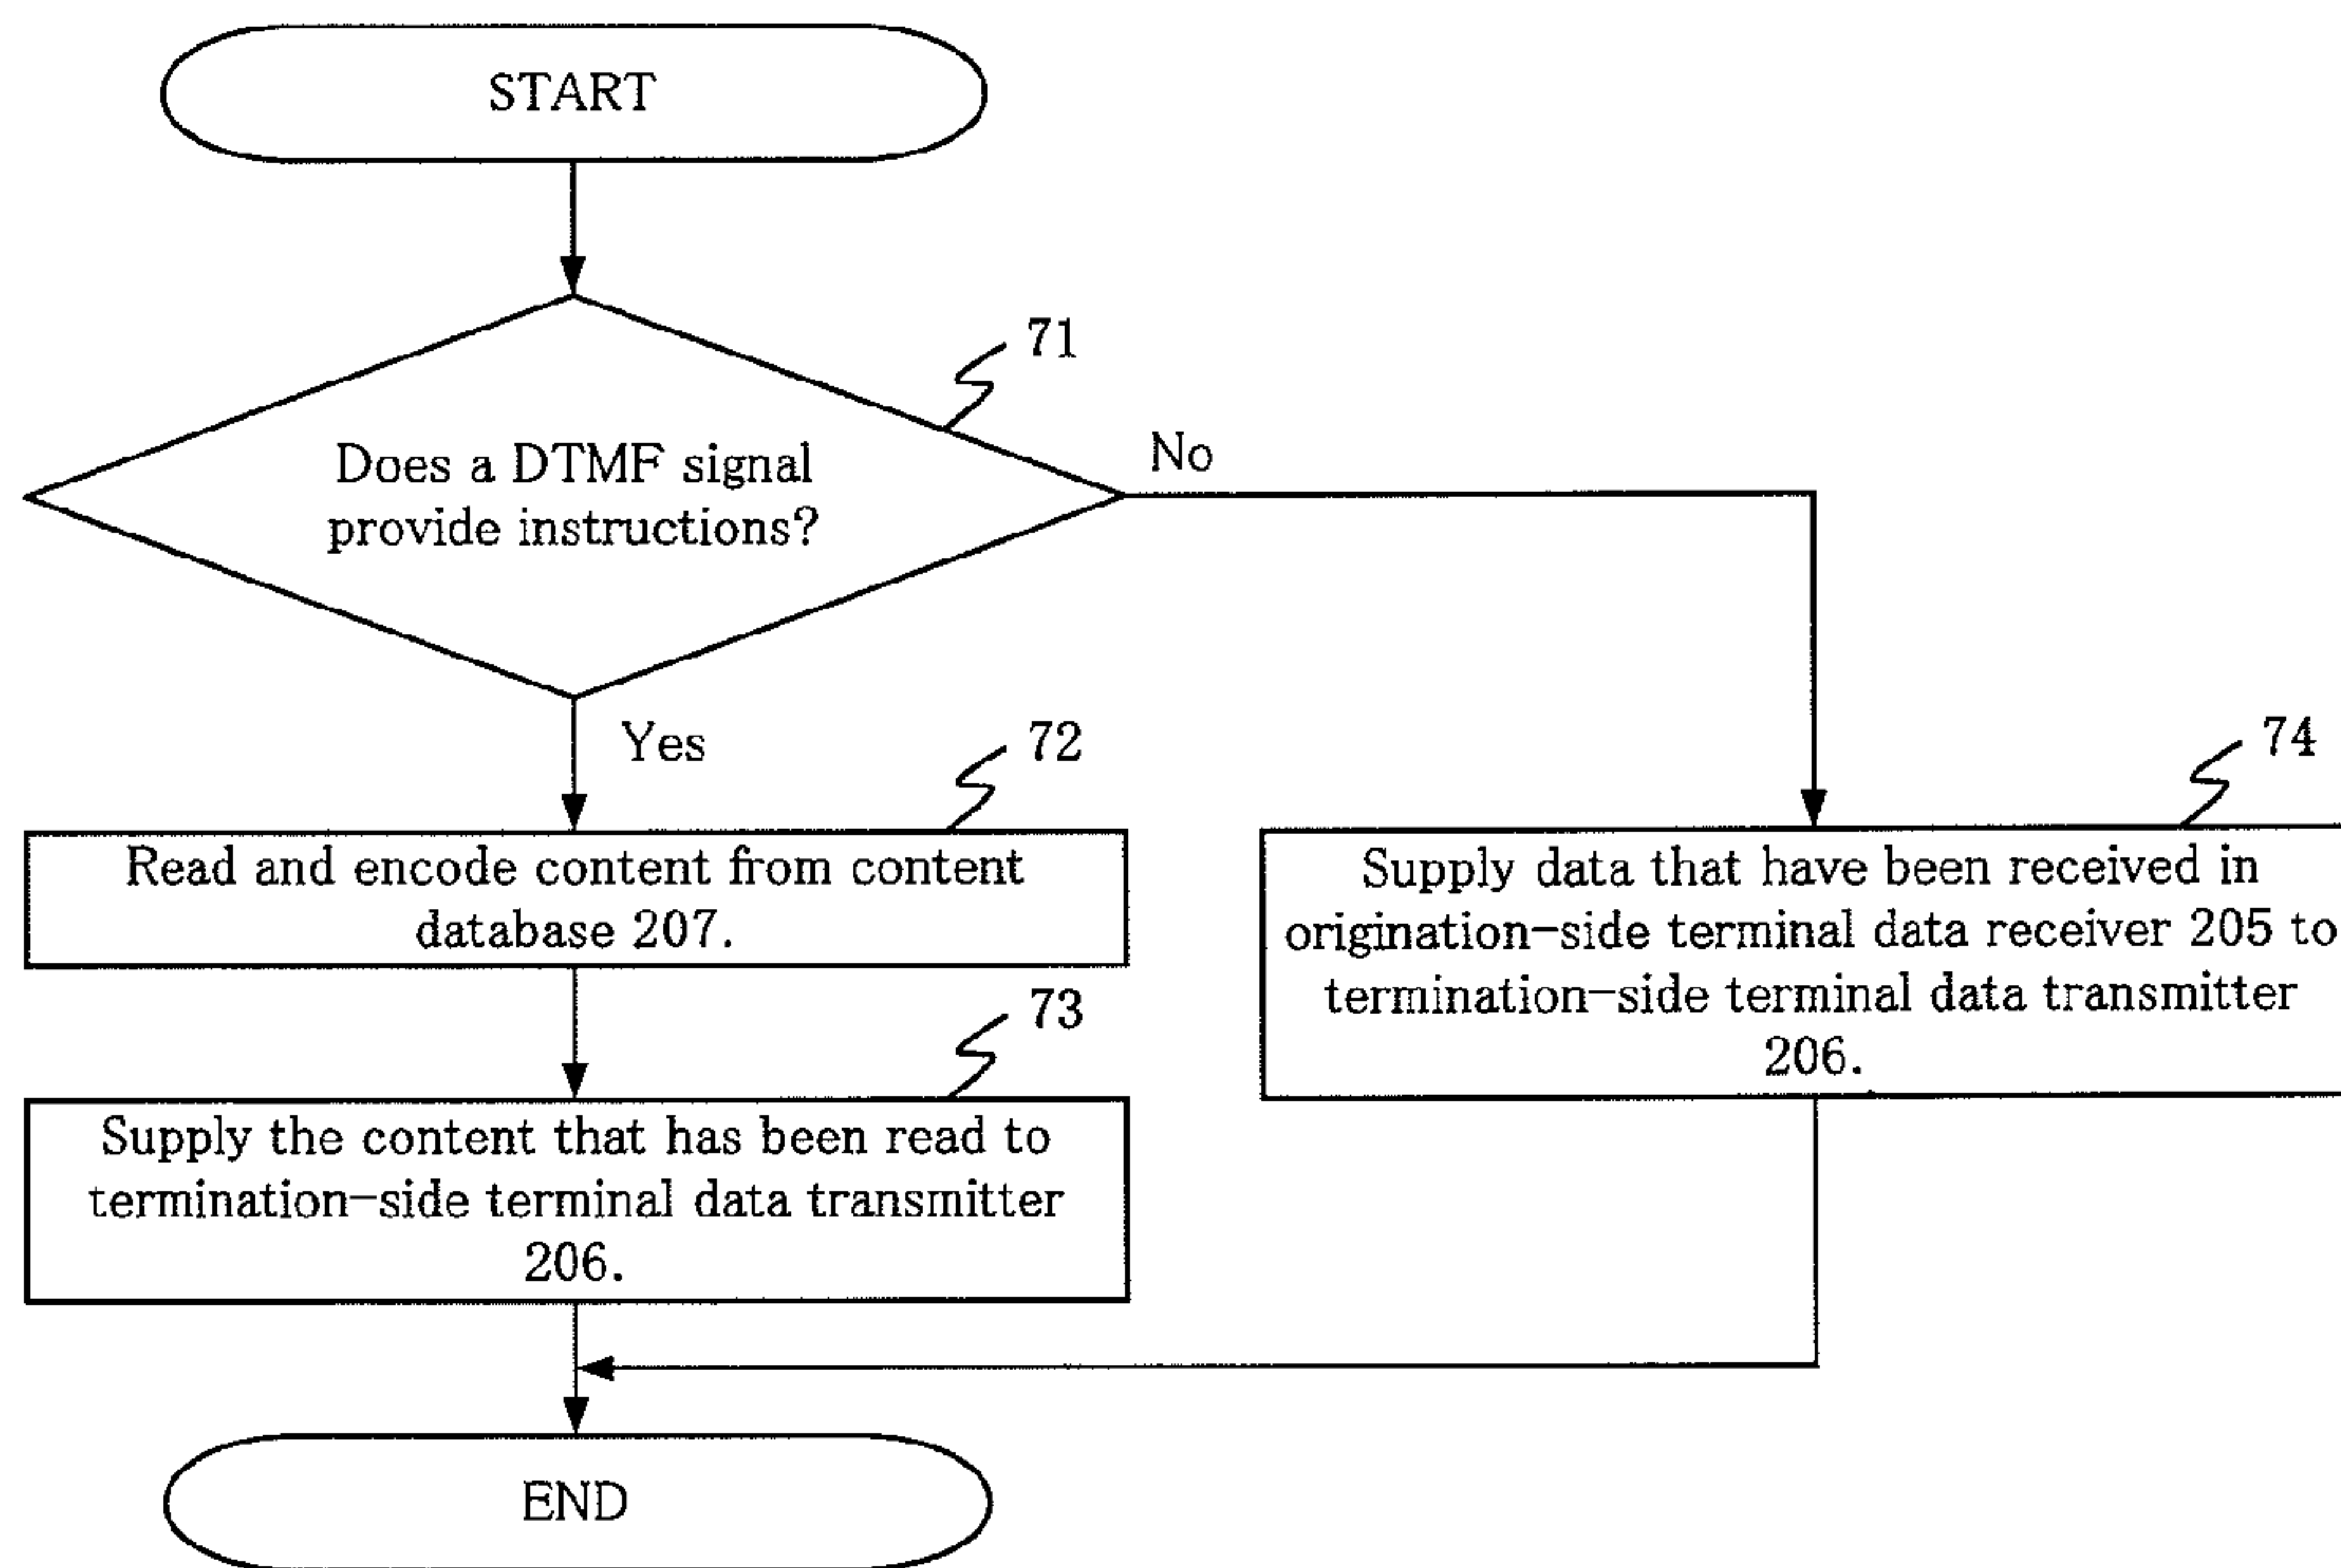 START
71
Does a DTMF signal
provide instructions?
No
Yes
72
Read and encode content from content
database 207.
73
Supply the content that has been read to
termination-side terminal data transmitter
206.
74
Supply data that have been received in
origination-side terminal data receiver 205 to
termination-side terminal data transmitter
206.
END